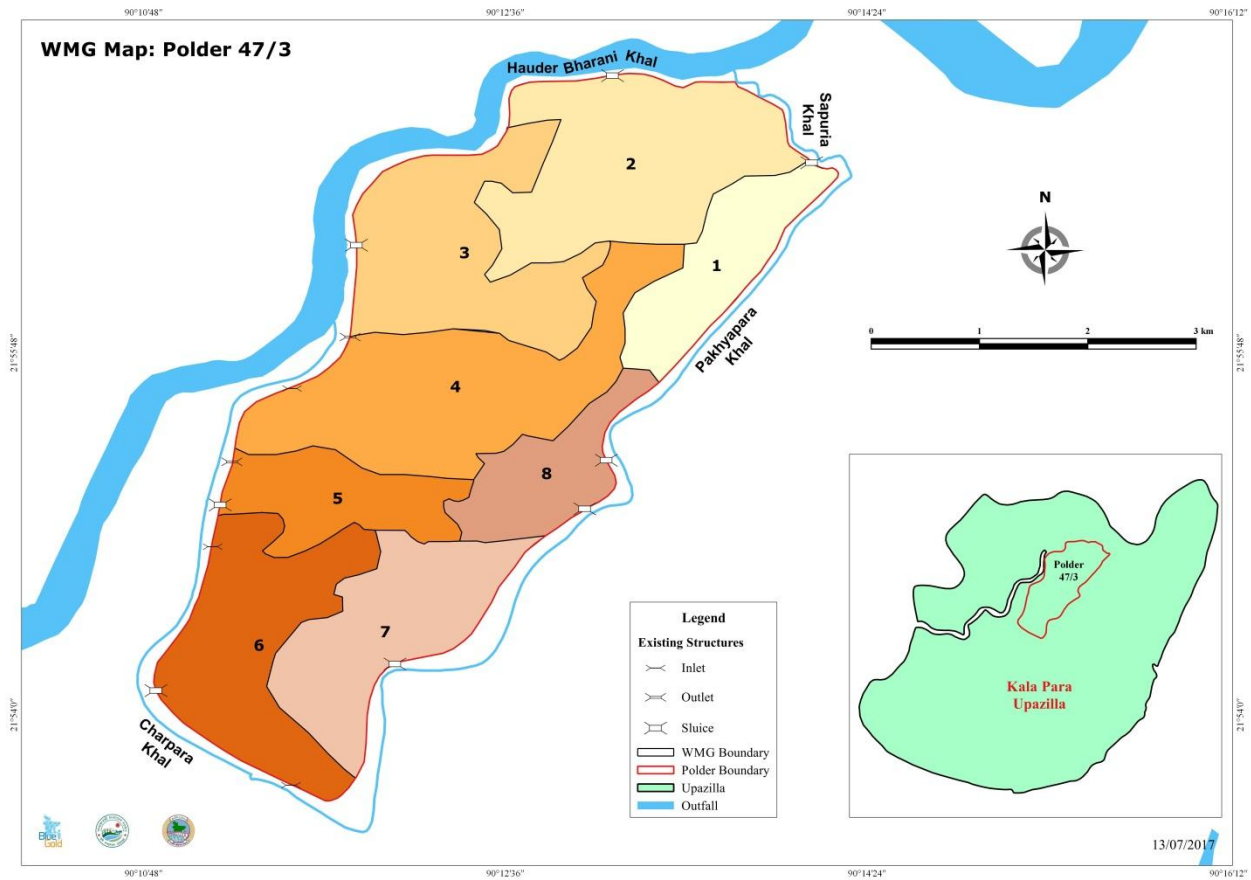 90°10'48"
90°12'36"
90°14'24"
90°16'12"
WMG Map: Polder 47/3
Hauder Bharani Khal
Sapuria
Khal
2
3
1
N
0
1
2
3 km
Pakhyapara
Khal
21°55'48"
21°55'48"
4
8
5
6
7
Charpara
Khal
Legend
Existing Structures
Inlet
Outlet
Sluice
WMG Boundary
Polder Boundary
Upazilla
Outfall
Polder
47/3
Kala Para
Upazilla
21°54'0"
21°54'0"
Blue
Gold
13/07/2017
90°10'48"
90°12'36"
90°14'24"
90°16'12"